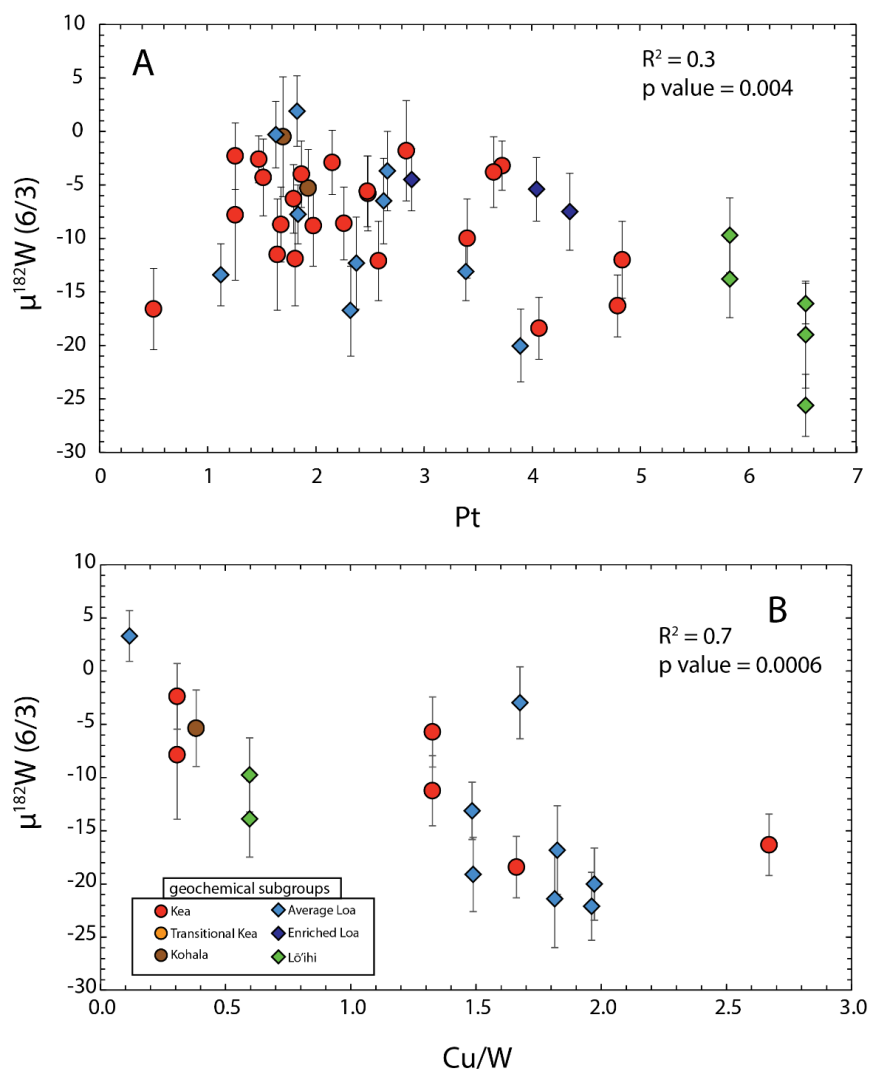 10
5
0
-5
-10
-15
-20
-25
-30
μ¹⁸²W (6/3)
A
R² = 0.3
p value = 0.004
0 1 2 3 4 5 6 7
Pt
10
5
0
-5
-10
-15
-20
-25
-30
μ¹⁸²W (6/3)
B
R² = 0.7
p value = 0.0006
geochemical subgroups
Kea Average Loa
Transitional Kea Enriched Loa
Kohala Lō'ihi
0.0 0.5 1.0 1.5 2.0 2.5 3.0
Cu/W